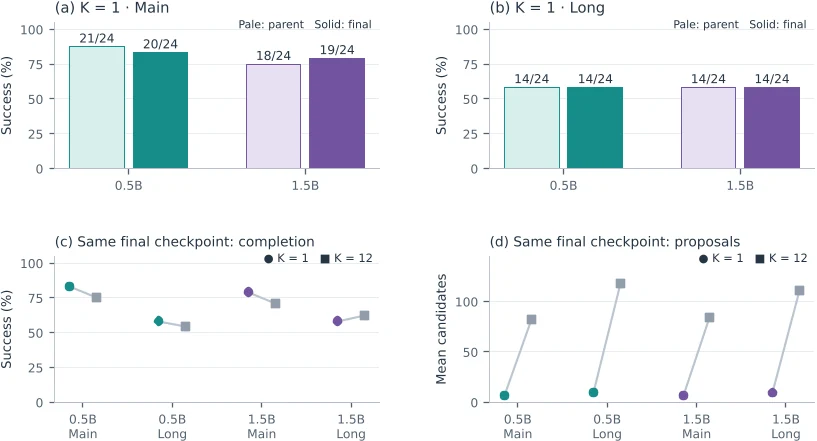 (a) K = 1 · Main
Pale: parent Solid: final
Success (%)
100
75
50
25
0
21/24
20/24
18/24
19/24
0.5B
1.5B
(b) K = 1 · Long
Pale: parent Solid: final
Success (%)
100
75
50
25
0
14/24
14/24
14/24
14/24
0.5B
1.5B
(c) Same final checkpoint: completion
K = 1 K = 12
Success (%)
100
75
50
25
0
0.5B
Main
0.5B
Long
1.5B
Main
1.5B
Long
(d) Same final checkpoint: proposals
K = 1 K = 12
Mean candidates
100
50
0
0.5B
Main
0.5B
Long
1.5B
Main
1.5B
Long